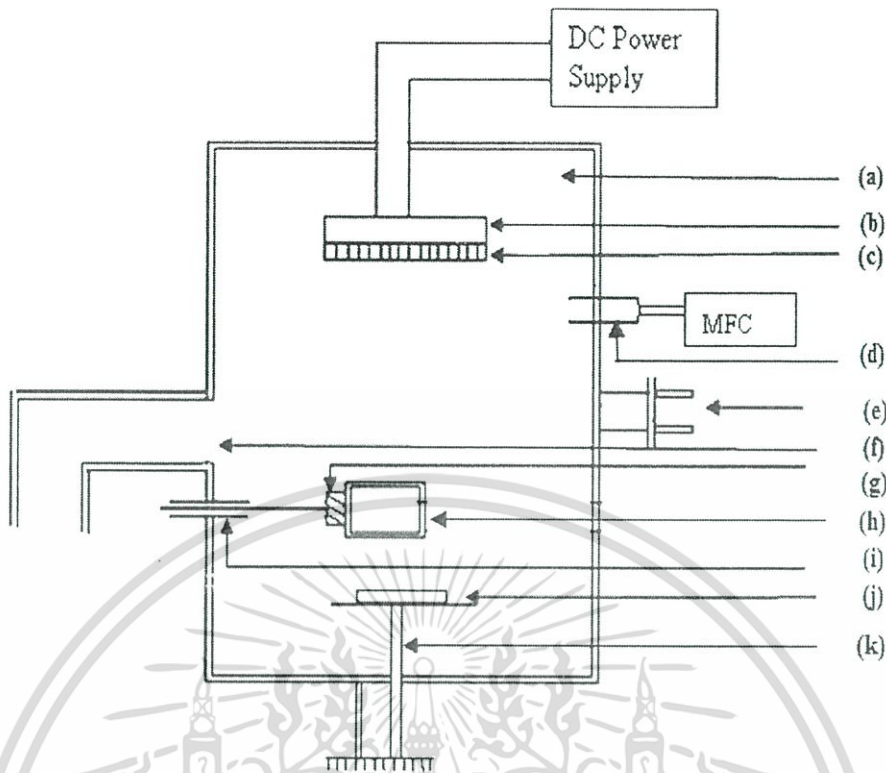 DC Power
Supply
(a)
(b)
(c)
MFC
(d)
(e)
(f)
(g)
(h)
(i)
(j)
(k)